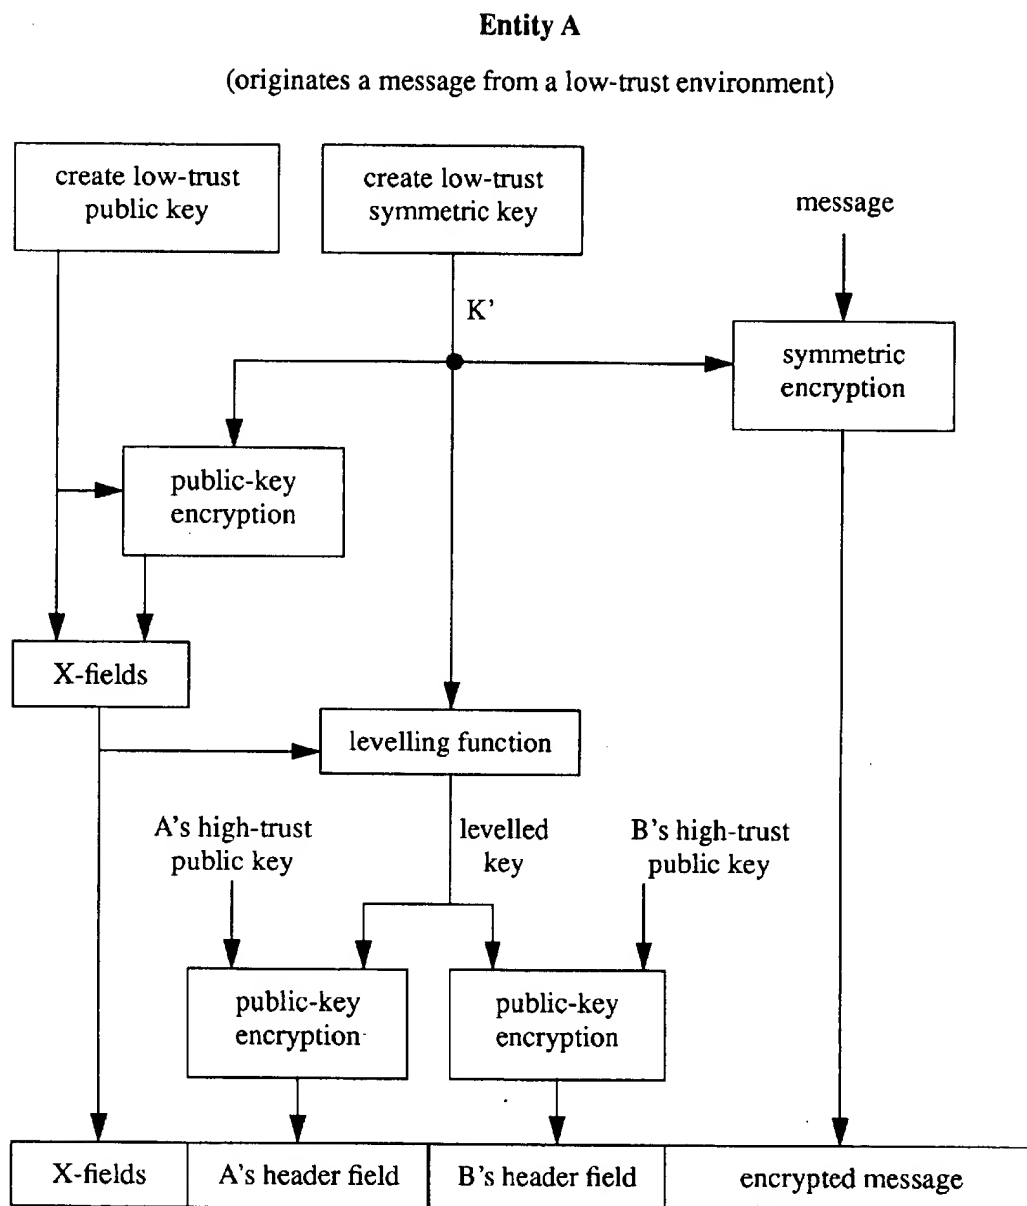 Entity A
(originates a message from a low-trust environment)
create low-trust
public key
create low-trust
symmetric key
message
K’
symmetric
encryption
public-key
encryption
X-fields
levelling function
A's high-trust
public key
levelled
key
B's high-trust
public key
public-key
encryption
public-key
encryption
X-fields
A's header field
B's header field
encrypted message